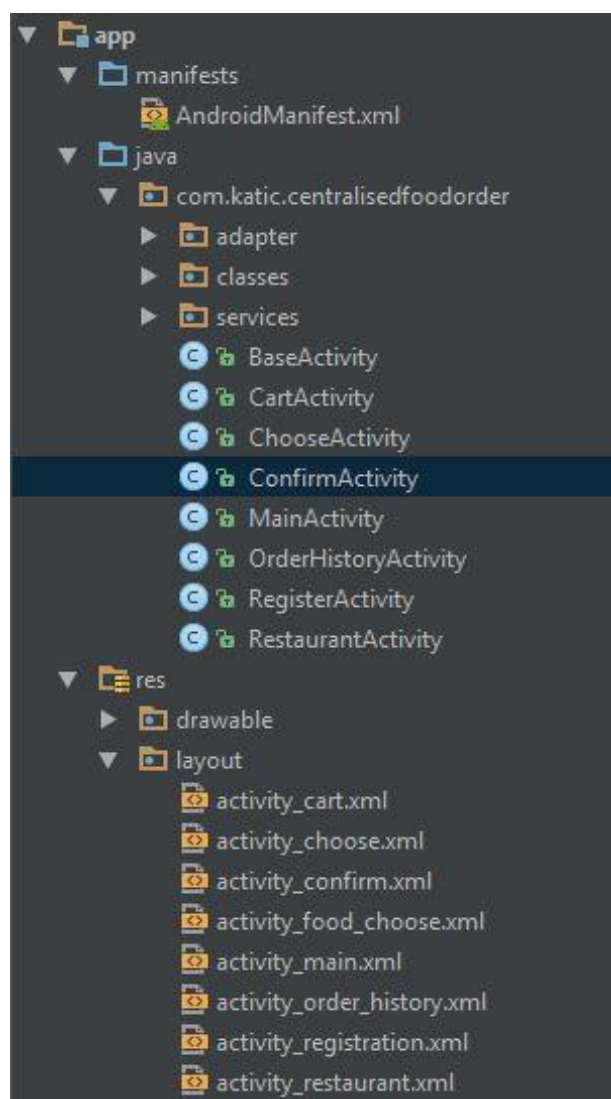 app
manifests
AndroidManifest.xml
java
com.katic.centralisedfoodorder
adapter
classes
services
C BaseActivity
C CartActivity
C ChooseActivity
C ConfirmActivity
C MainActivity
C OrderHistoryActivity
C RegisterActivity
C RestaurantActivity
res
drawable
layout
activity_cart.xml
activity_choose.xml
activity_confirm.xml
activity_food_choose.xml
activity_main.xml
activity_order_history.xml
activity_registration.xml
activity_restaurant.xml